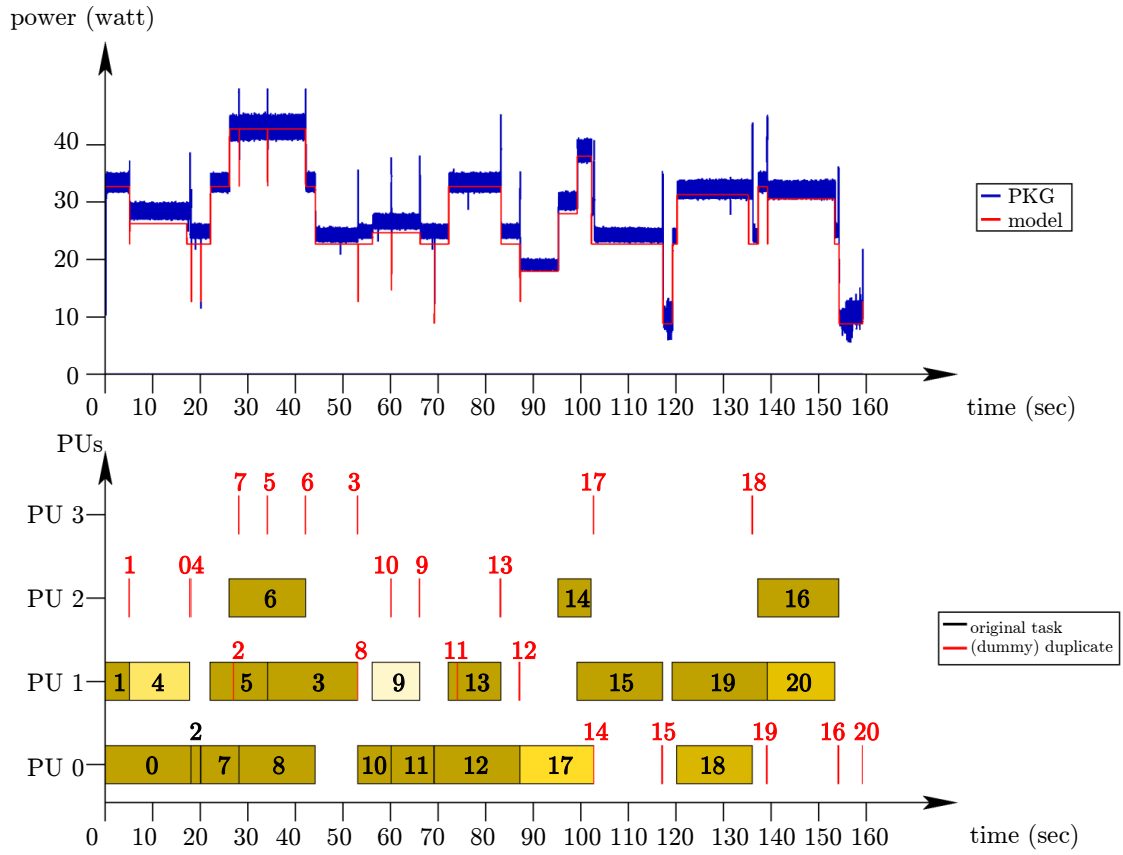 power (watt)
40
30
20
10
0
0 10 20 30 40 50 60 70 80 90 100 110 120 130 140 150 160
time (sec)
PKG
model
PUs
7 5 6 3 17 18
PU 3
1 04 10 9 13
PU 2
6 14 16
2 8 11 12
PU 1
1 4 5 3 9 13 15 19 20
2 14 15 19 16 20
PU 0
0 7 8 10 11 12 17 18
0 10 20 30 40 50 60 70 80 90 100 110 120 130 140 150 160
time (sec)
original task
(dummy) duplicate